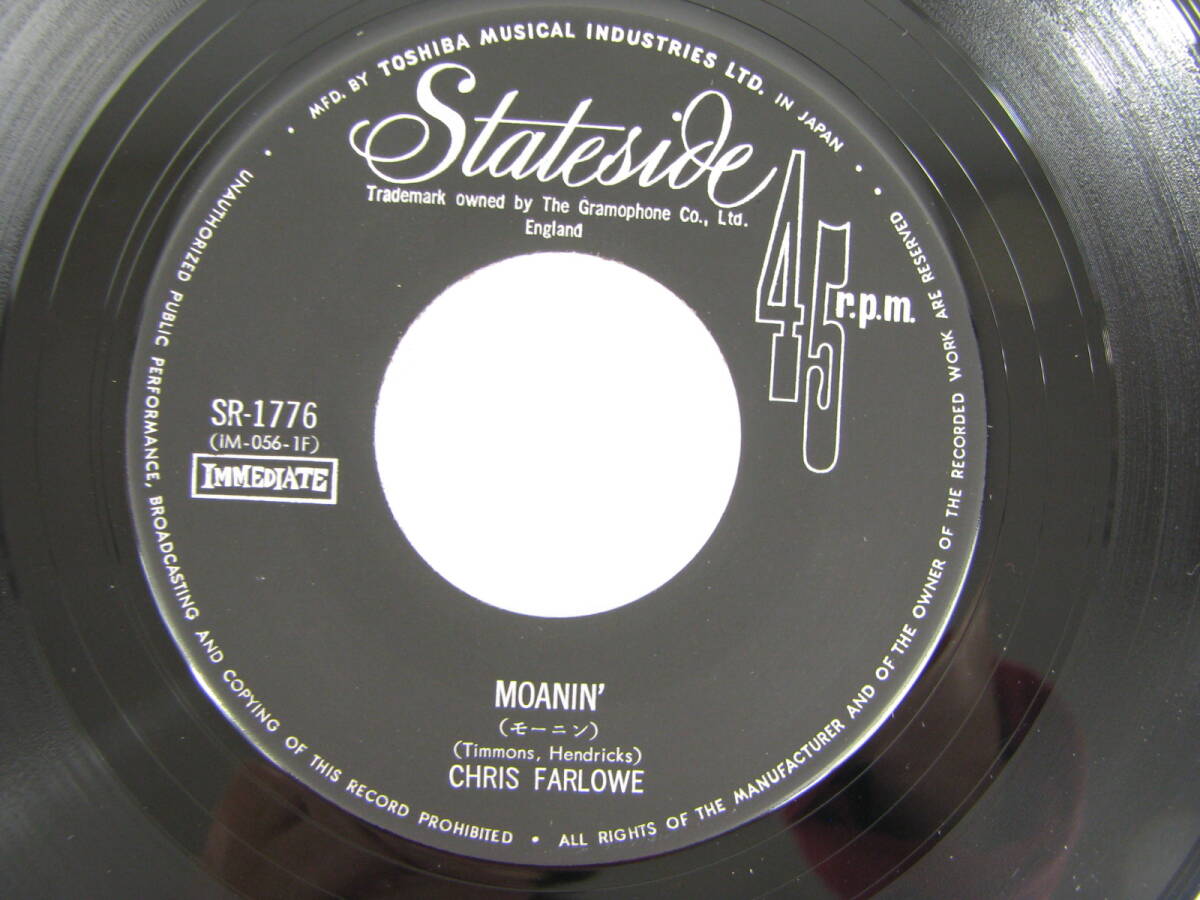 MFD. BY TOSHIBA MUSICAL INDUSTRIES LTD. IN JAPAN •
Stateside
Trademark owned by The Gramophone Co., Ltd.
England
45 r.p.m.
SR-1776
(IM-056-1F)
IMMEDIATE
MOANIN'
(モーニン)
(Timmons, Hendricks)
CHRIS FARLOWE
• UNAUTHORIZED PUBLIC PERFORMANCE, BROADCASTING AND COPYING OF THIS RECORD PROHIBITED • ALL RIGHTS OF THE MANUFACTURER AND OF THE OWNER OF THE RECORDED WORK ARE RESERVED •